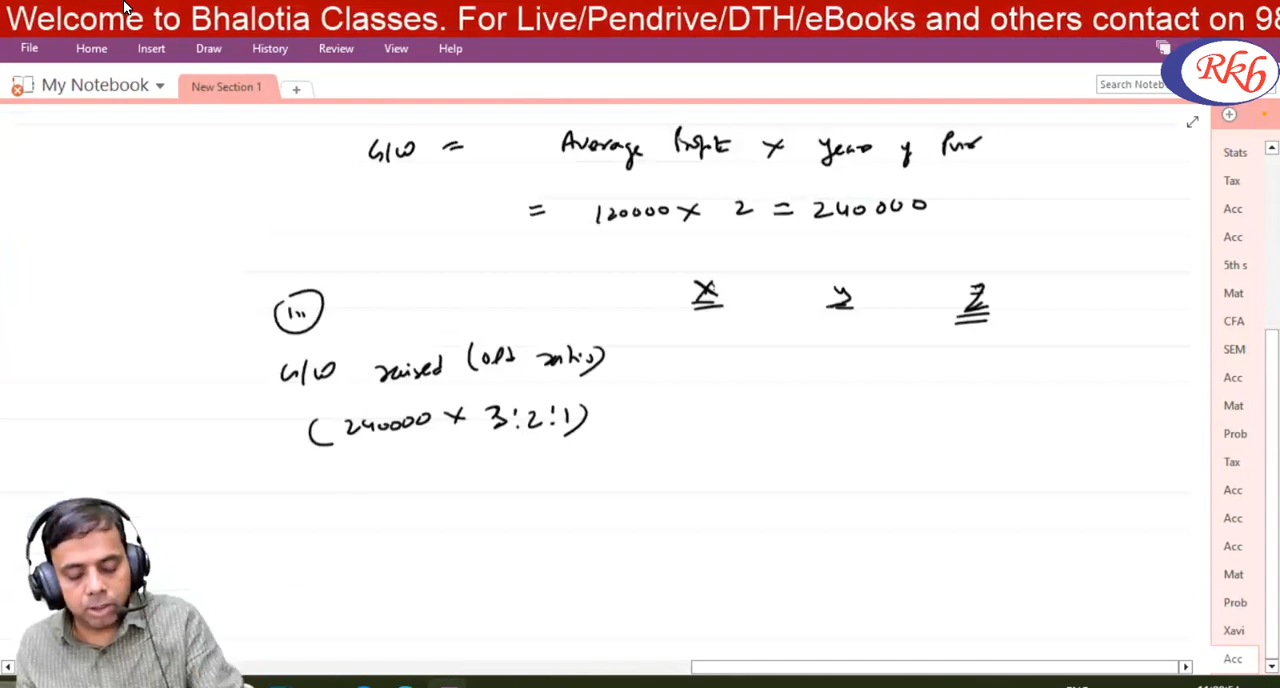 Welcome to Bhalotia Classes. For Live/Pendrive/DTH/eBooks and others contact on 98
File Home Insert Draw History Review View Help
My Notebook New Section 1 + Search Noteb
Rkb
G/W = Average Profit × Years of Pur
= 120000 × 2 = 240000
X Y Z
G/W raised (old ratio)
(240000 × 3:2:1)
Stats
Tax
Acc
Acc
5th s
Mat
CFA
SEM
Acc
Mat
Prob
Tax
Acc
Acc
Acc
Mat
Prob
Xavi
Acc